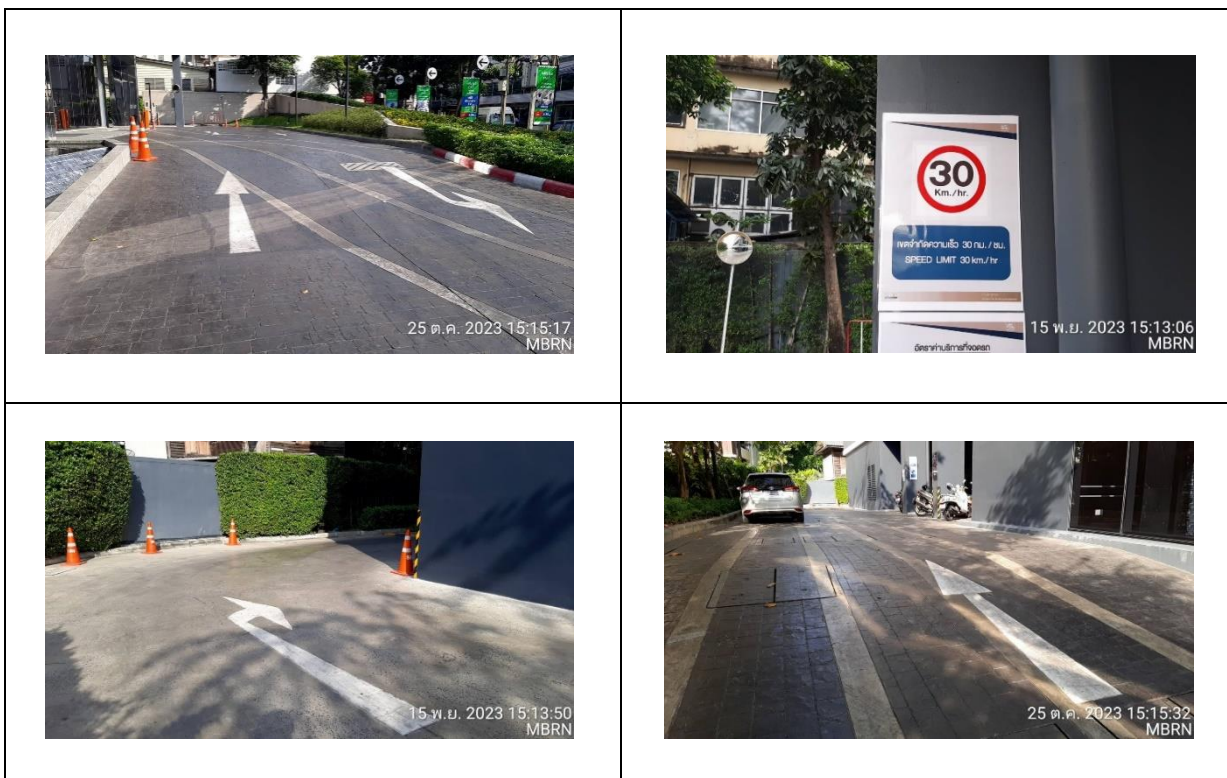 25 ต.ค. 2023 15:15:17
MBRN
30
Km./hr.
เขตจำกัดความเร็ว 30 กม. / ชม.
SPEED LIMIT 30 km./hr
อัตราค่าบริการที่จอดรถ
15 พ.ย. 2023 15:13:06
MBRN
15 พ.ย. 2023 15:13:50
MBRN
25 ต.ค. 2023 15:15:32
MBRN